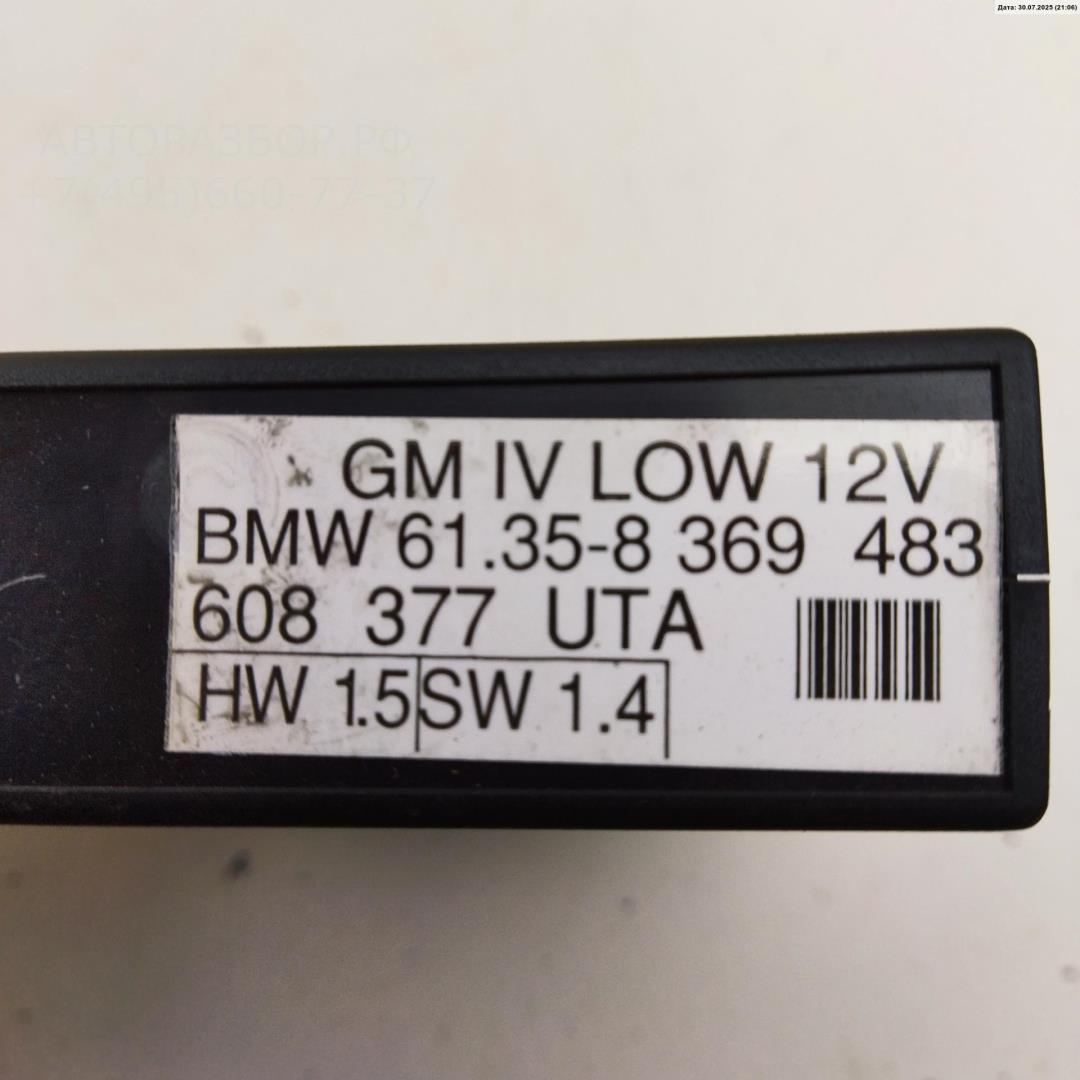 Дата: 30.07.2025 (21:06)
АВТОРАЗБОР.РФ
+7(495)660-77-37
GM IV LOW 12V
BMW 61.35-8 369 483
608 377 UTA
HW 1.5 SW 1.4